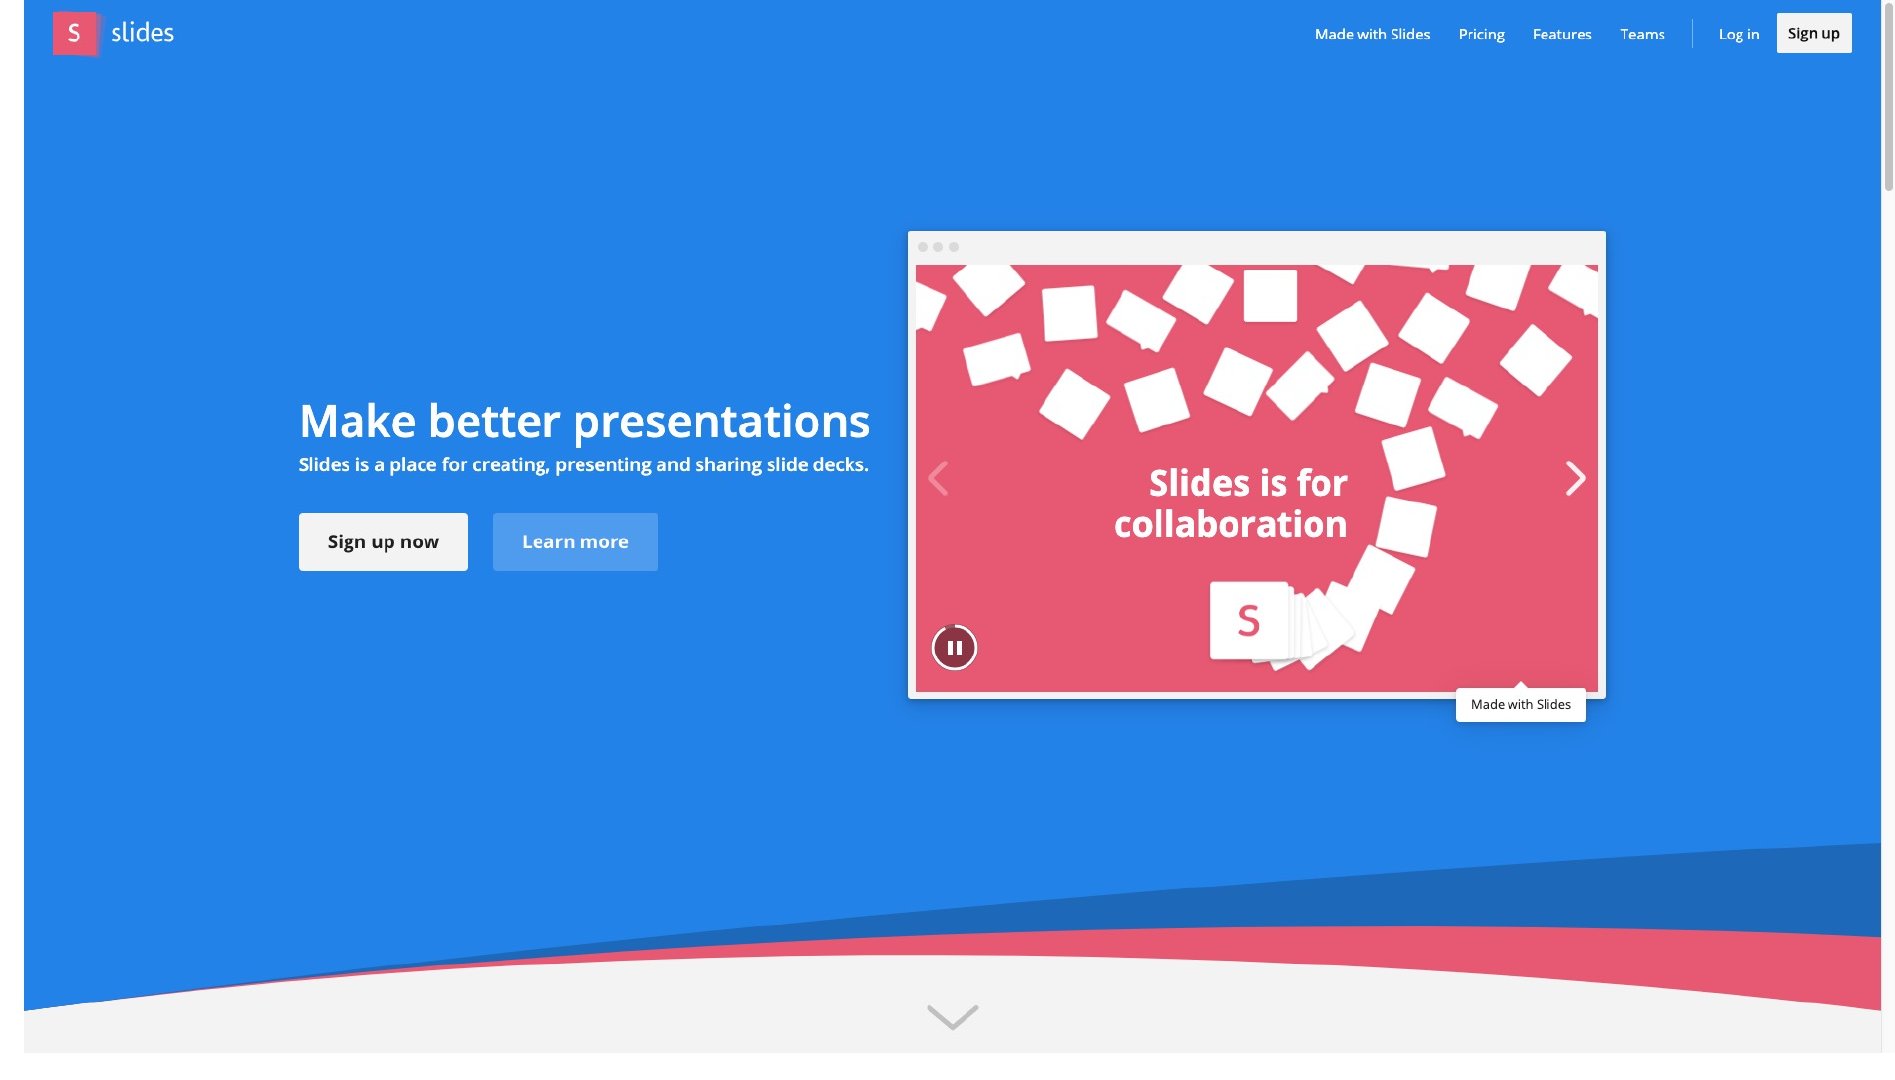 S slides
Made with Slides
Pricing
Features
Teams
Log in
Sign up
Make better presentations
Slides is a place for creating, presenting and sharing slide decks.
Sign up now
Learn more
Slides is for
collaboration
S
Made with Slides